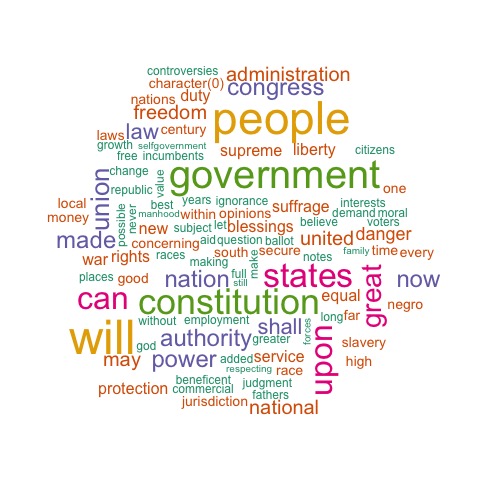 controversies
character(0) administration
nations duty congress
freedom people
laws law century
growth selfgovernment supreme liberty citizens
free incumbents
change value government one
republic union
years ignorance suffrage interests
local best within opinions demand moral
money possible never manhood subject let blessings believe voters
made new aid question ballot united danger
concerning south secure notes family time every
war rights races making make
places good nation full still states great now
can constitution equal negro
without employment long far
will god authority shall forces upon slavery
may power added greater service high
respecting race
protection beneficent judgment
commercial fathers
jurisdiction national